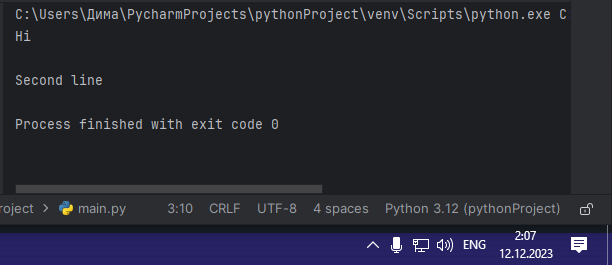 C:\Users\Дима\PycharmProjects\pythonProject\venv\Scripts\python.exe C
Hi
Second line
Process finished with exit code 0
roject > main.py 3:10 CRLF UTF-8 4 spaces Python 3.12 (pythonProject)
ENG 2:07
12.12.2023